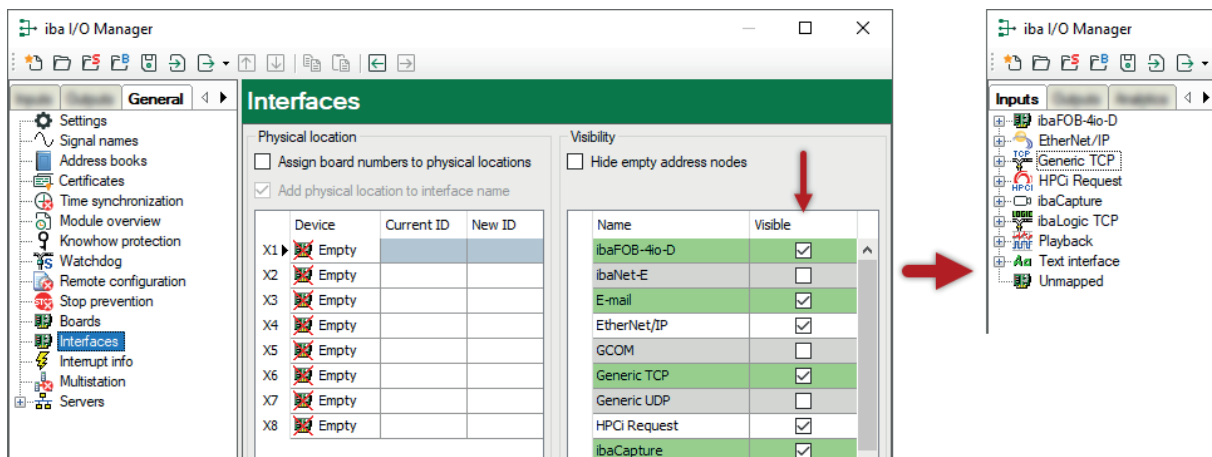 iba I/O Manager
General
Settings
Signal names
Address books
Certificates
Time synchronization
Module overview
Knowhow protection
Watchdog
Remote configuration
Stop prevention
Boards
Interfaces
Interrupt info
Multistation
Servers
Interfaces
Physical location
Assign board numbers to physical locations
Add physical location to interface name
Device Current ID New ID
X1 Empty
X2 Empty
X3 Empty
X4 Empty
X5 Empty
X6 Empty
X7 Empty
X8 Empty
Visibility
Hide empty address nodes
Name Visible
ibaFOB-4io-D
ibaNet-E
E-mail
EtherNet/IP
GCOM
Generic TCP
Generic UDP
HPCi Request
ibaCapture
iba I/O Manager
Inputs
ibaFOB-4io-D
EtherNet/IP
TCP Generic TCP
HPCi HPCi Request
ibaCapture
LOGIC ibaLogic TCP
Playback
Aa Text interface
Unmapped